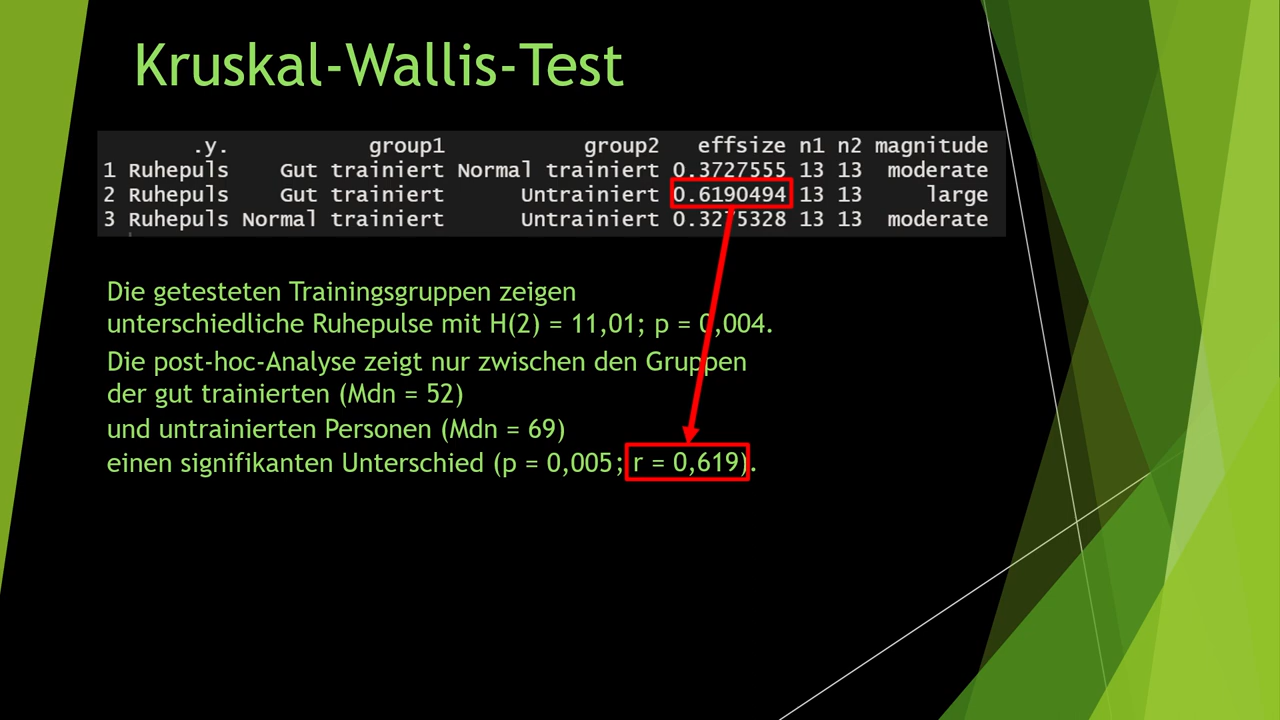 Kruskal-Wallis-Test
.y. group1 group2 effsize n1 n2 magnitude
1 Ruhepuls Gut trainiert Normal trainiert 0.3727555 13 13 moderate
2 Ruhepuls Gut trainiert Untrainiert 0.6190494 13 13 large
3 Ruhepuls Normal trainiert Untrainiert 0.3275328 13 13 moderate
Die getesteten Trainingsgruppen zeigen
unterschiedliche Ruhepulse mit H(2) = 11,01; p = 0,004.
Die post-hoc-Analyse zeigt nur zwischen den Gruppen
der gut trainierten (Mdn = 52)
und untrainierten Personen (Mdn = 69)
einen signifikanten Unterschied (p = 0,005; r = 0,619).